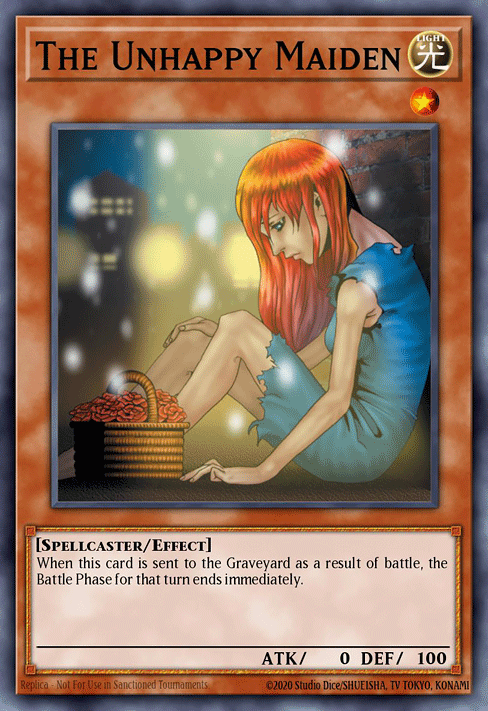 THE UNHAPPY MAIDEN
LIGHT
光
[SPELLCASTER/EFFECT]
When this card is sent to the Graveyard as a result of battle, the
Battle Phase for that turn ends immediately.
ATK/ 0 DEF/ 100
Replica - Not For Use in Sanctioned Tournaments ©2020 Studio Dice/SHUEISHA, TV TOKYO, KONAMI